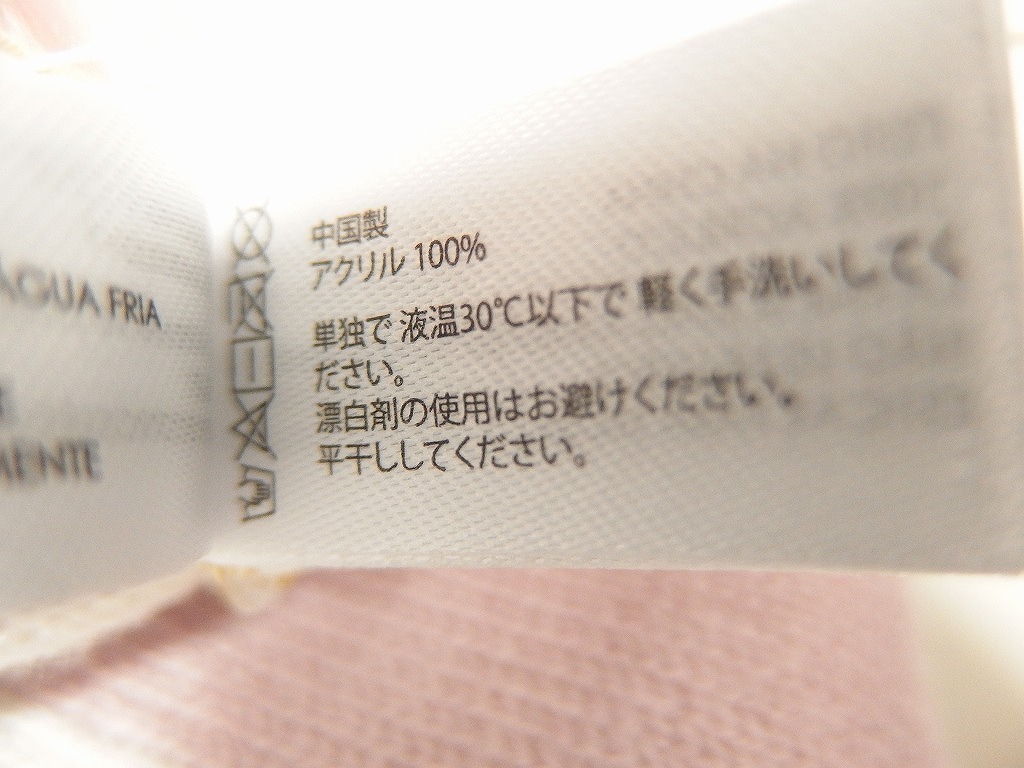 AGUA FRIA
MENTE
中国製
アクリル 100%
単独で 液温30℃以下で 軽く手洗いしてく
ださい。
漂白剤の使用はお避けください。
平干ししてください。